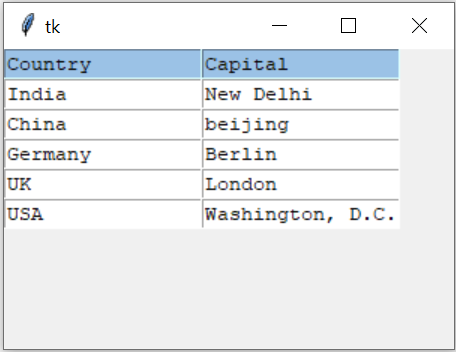 tk
Country Capital
India New Delhi
China beijing
Germany Berlin
UK London
USA Washington, D.C.